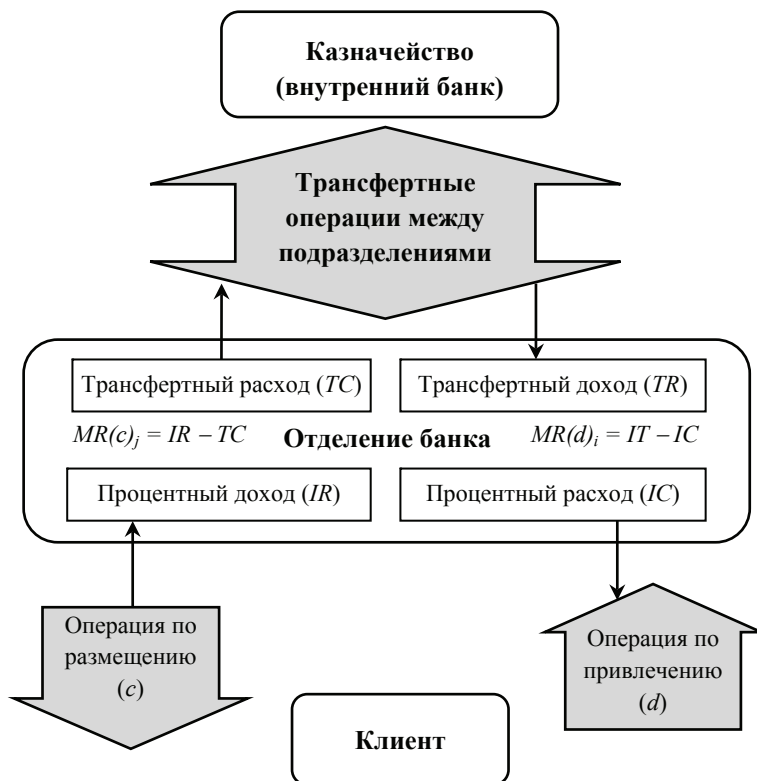 Казначейство
(внутренний банк)
Трансфертные
операции между
подразделениями
Трансфертный расход (TC)
Трансфертный доход (TR)
MR(c)j = IR – TC
Отделение банка
MR(d)i = IT – IC
Процентный доход (IR)
Процентный расход (IC)
Операция по
размещению
(c)
Операция по
привлечению
(d)
Клиент